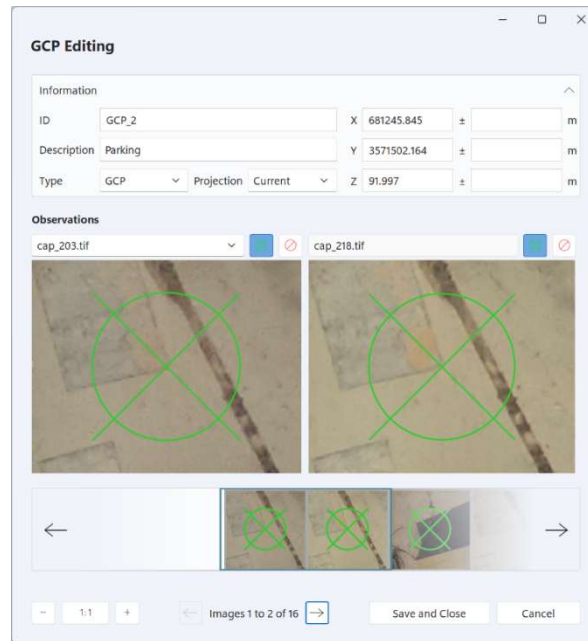 GCP Editing
Information
ID GCP_2 X 681245.845 ± m
Description Parking Y 3571502.164 ± m
Type GCP Projection Current Z 91.997 ± m
Observations
cap_203.tif cap_218.tif
− 1:1 + Images 1 to 2 of 16 Save and Close Cancel